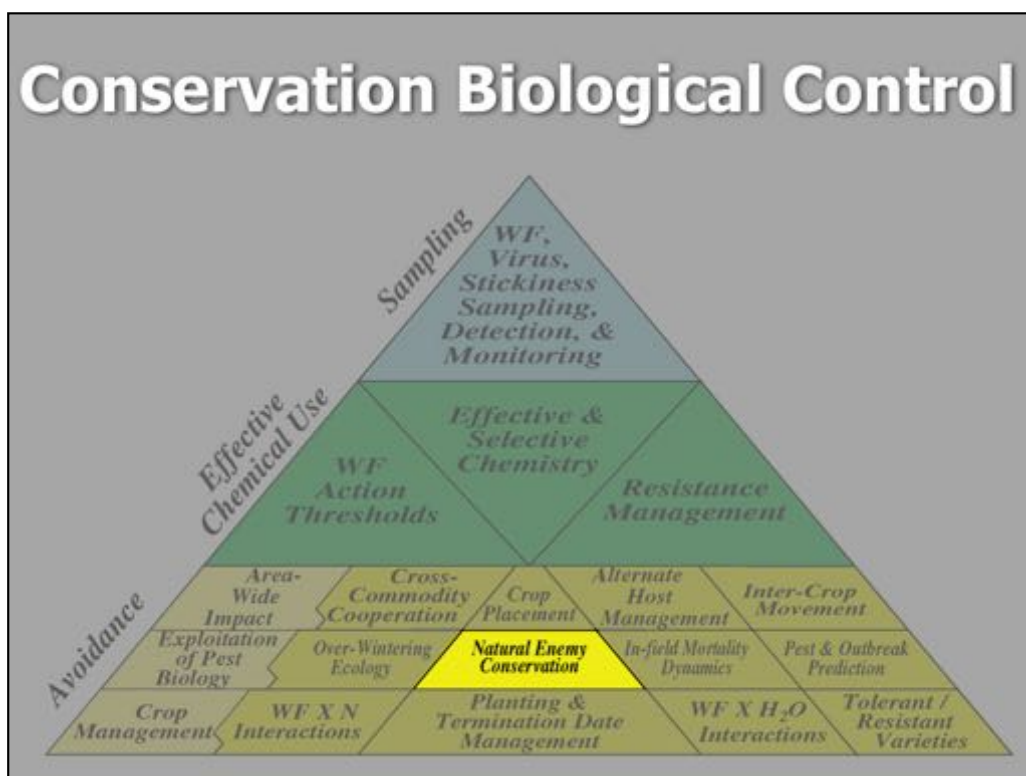 Conservation Biological Control
Sampling
WF,
Virus,
Stickiness
Sampling,
Detection, &
Monitoring
Effective
Chemical Use
WF
Action
Thresholds
Effective &
Selective
Chemistry
Resistance
Management
Avoidance
Area-
Wide
Impact
Cross-
Commodity
Cooperation
Crop
Placement
Alternate
Host
Management
Inter-Crop
Movement
Exploitation
of Pest
Biology
Over-Wintering
Ecology
Natural Enemy
Conservation
In-field Mortality
Dynamics
Pest & Outbreak
Prediction
Crop
Management
WF X N
Interactions
Planting &
Termination Date
Management
WF X H₂O
Interactions
Tolerant /
Resistant
Varieties